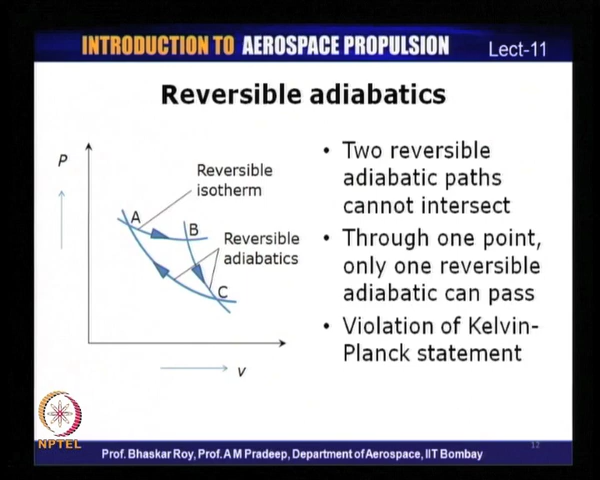 INTRODUCTION TO AEROSPACE PROPULSION
Lect-11
Reversible adiabatics
P
Reversible
isotherm
A
B
Reversible
adiabatics
C
V
• Two reversible
adiabatic paths
cannot intersect
• Through one point,
only one reversible
adiabatic can pass
• Violation of Kelvin-
Planck statement
NPTEL
12
Prof. Bhaskar Roy, Prof. A M Pradeep, Department of Aerospace, IIT Bombay